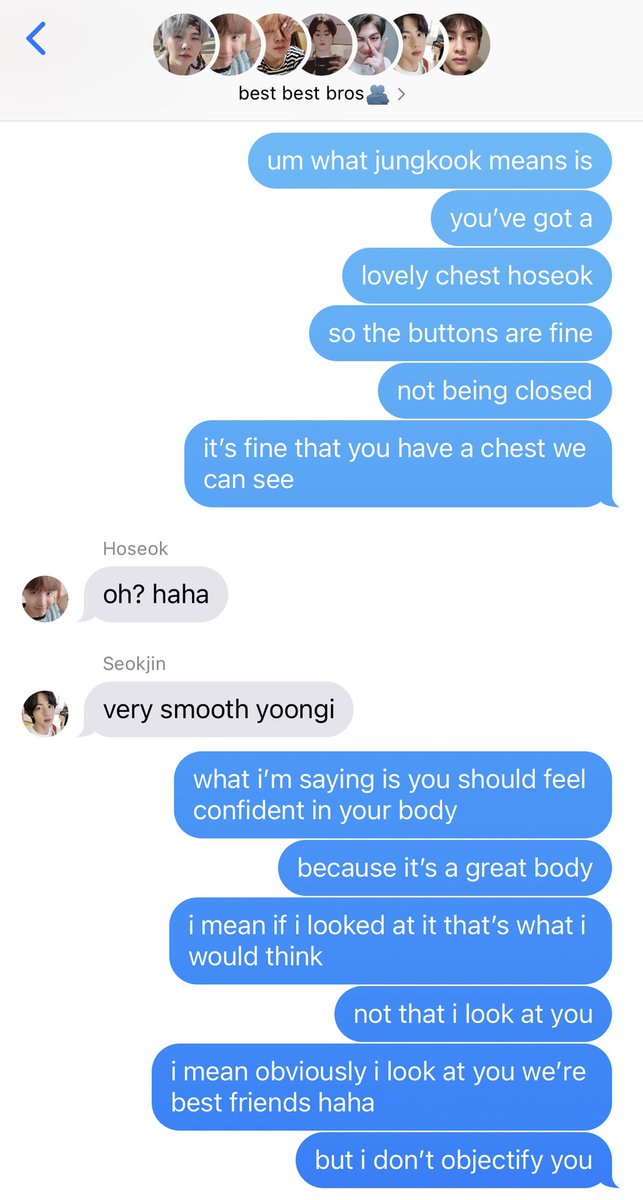 best best bros🫂
um what jungkook means is
you’ve got a
lovely chest hoseok
so the buttons are fine
not being closed
it’s fine that you have a chest we
can see
Hoseok
oh? haha
Seokjin
very smooth yoongi
what i’m saying is you should feel
confident in your body
because it’s a great body
i mean if i looked at it that’s what i
would think
not that i look at you
i mean obviously i look at you we’re
best friends haha
but i don’t objectify you